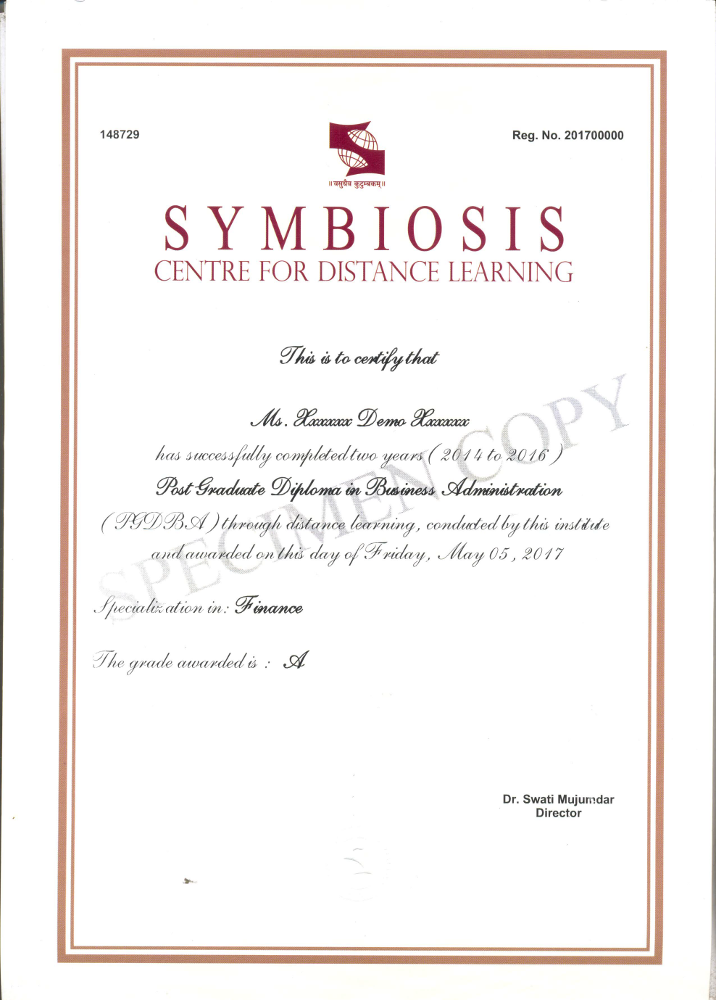 148729
Reg. No. 201700000
॥ वसुधैव कुटुम्बकम् ॥
SYMBIOSIS
CENTRE FOR DISTANCE LEARNING
This is to certify that
Ms. Xxxxxxx Demo Xxxxxxx
has successfully completed two years ( 2014 to 2016 )
Post Graduate Diploma in Business Administration
( PGDBA ) through distance learning, conducted by this institute
and awarded on this day of Friday, May 05, 2017
Specialization in: Finance
The grade awarded is : A
SPECIMEN COPY
Dr. Swati Mujumdar
Director